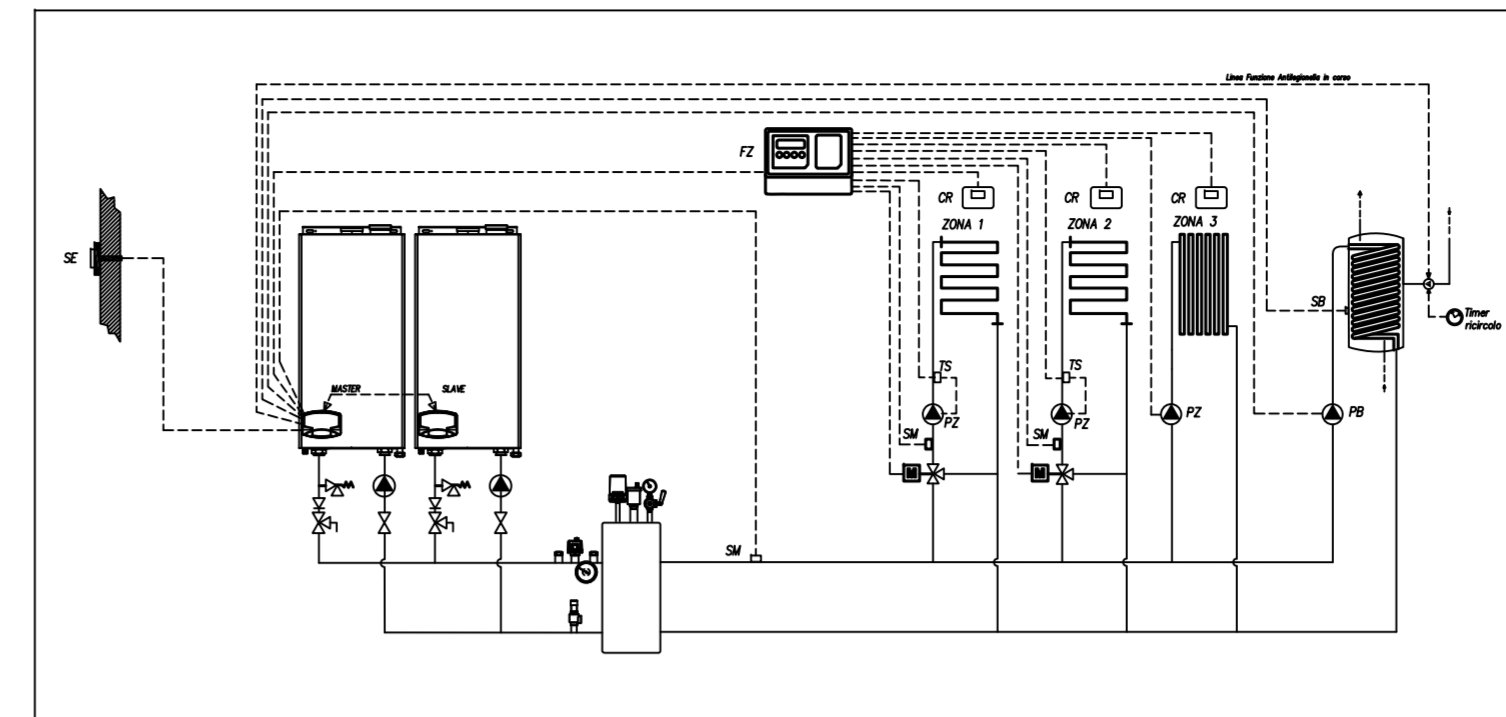 Linea Funzione Antilegionella in corso
FZ
CR
CR
CR
ZONA 1
ZONA 2
ZONA 3
SE
SB
Timer
ricircolo
TS
TS
MASTER
SLAVE
PZ
PZ
PZ
PB
SM
SM
M
M
SM